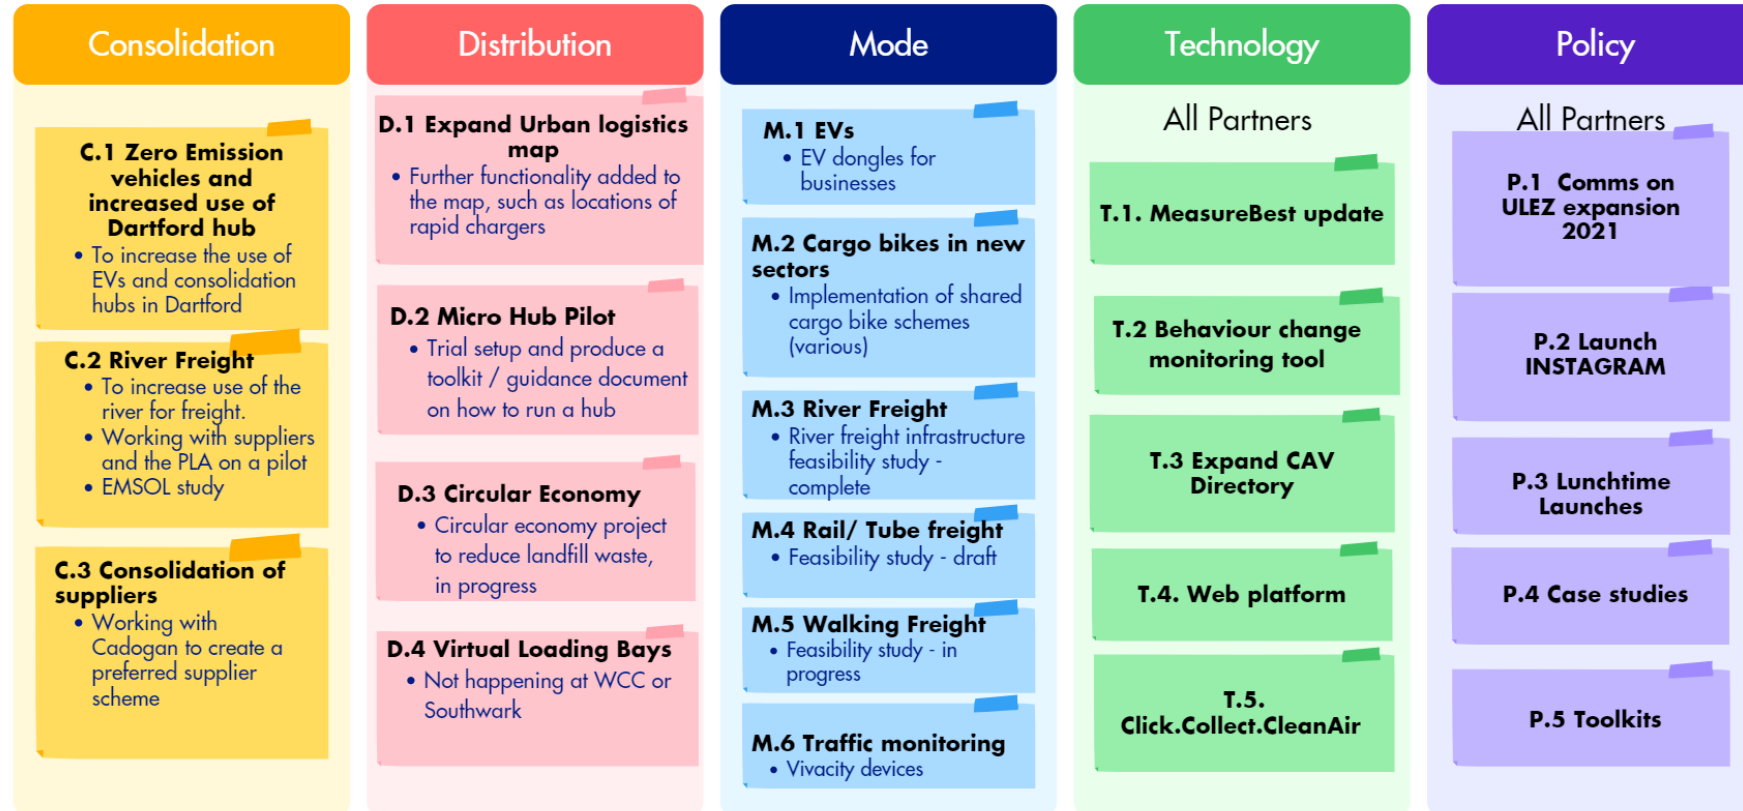 Consolidation
C.1 Zero Emission
vehicles and
increased use of
Dartford hub
• To increase the use of
EVs and consolidation
hubs in Dartford
C.2 River Freight
• To increase use of the
river for freight.
• Working with suppliers
and the PLA on a pilot
• EMSOL study
C.3 Consolidation of
suppliers
• Working with
Cadogan to create a
preferred supplier
scheme
Distribution
D.1 Expand Urban logistics
map
• Further functionality added to
the map, such as locations of
rapid chargers
D.2 Micro Hub Pilot
• Trial setup and produce a
toolkit / guidance document
on how to run a hub
D.3 Circular Economy
• Circular economy project
to reduce landfill waste,
in progress
D.4 Virtual Loading Bays
• Not happening at WCC or
Southwark
Mode
M.1 EVs
• EV dongles for
businesses
M.2 Cargo bikes in new
sectors
• Implementation of shared
cargo bike schemes
(various)
M.3 River Freight
• River freight infrastructure
feasibility study -
complete
M.4 Rail/ Tube freight
• Feasibility study - draft
M.5 Walking Freight
• Feasibility study - in
progress
M.6 Traffic monitoring
• Vivacity devices
Technology
All Partners
T.1. MeasureBest update
T.2 Behaviour change
monitoring tool
T.3 Expand CAV
Directory
T.4. Web platform
T.5.
Click.Collect.CleanAir
Policy
All Partners
P.1 Comms on
ULEZ expansion
2021
P.2 Launch
INSTAGRAM
P.3 Lunchtime
Launches
P.4 Case studies
P.5 Toolkits